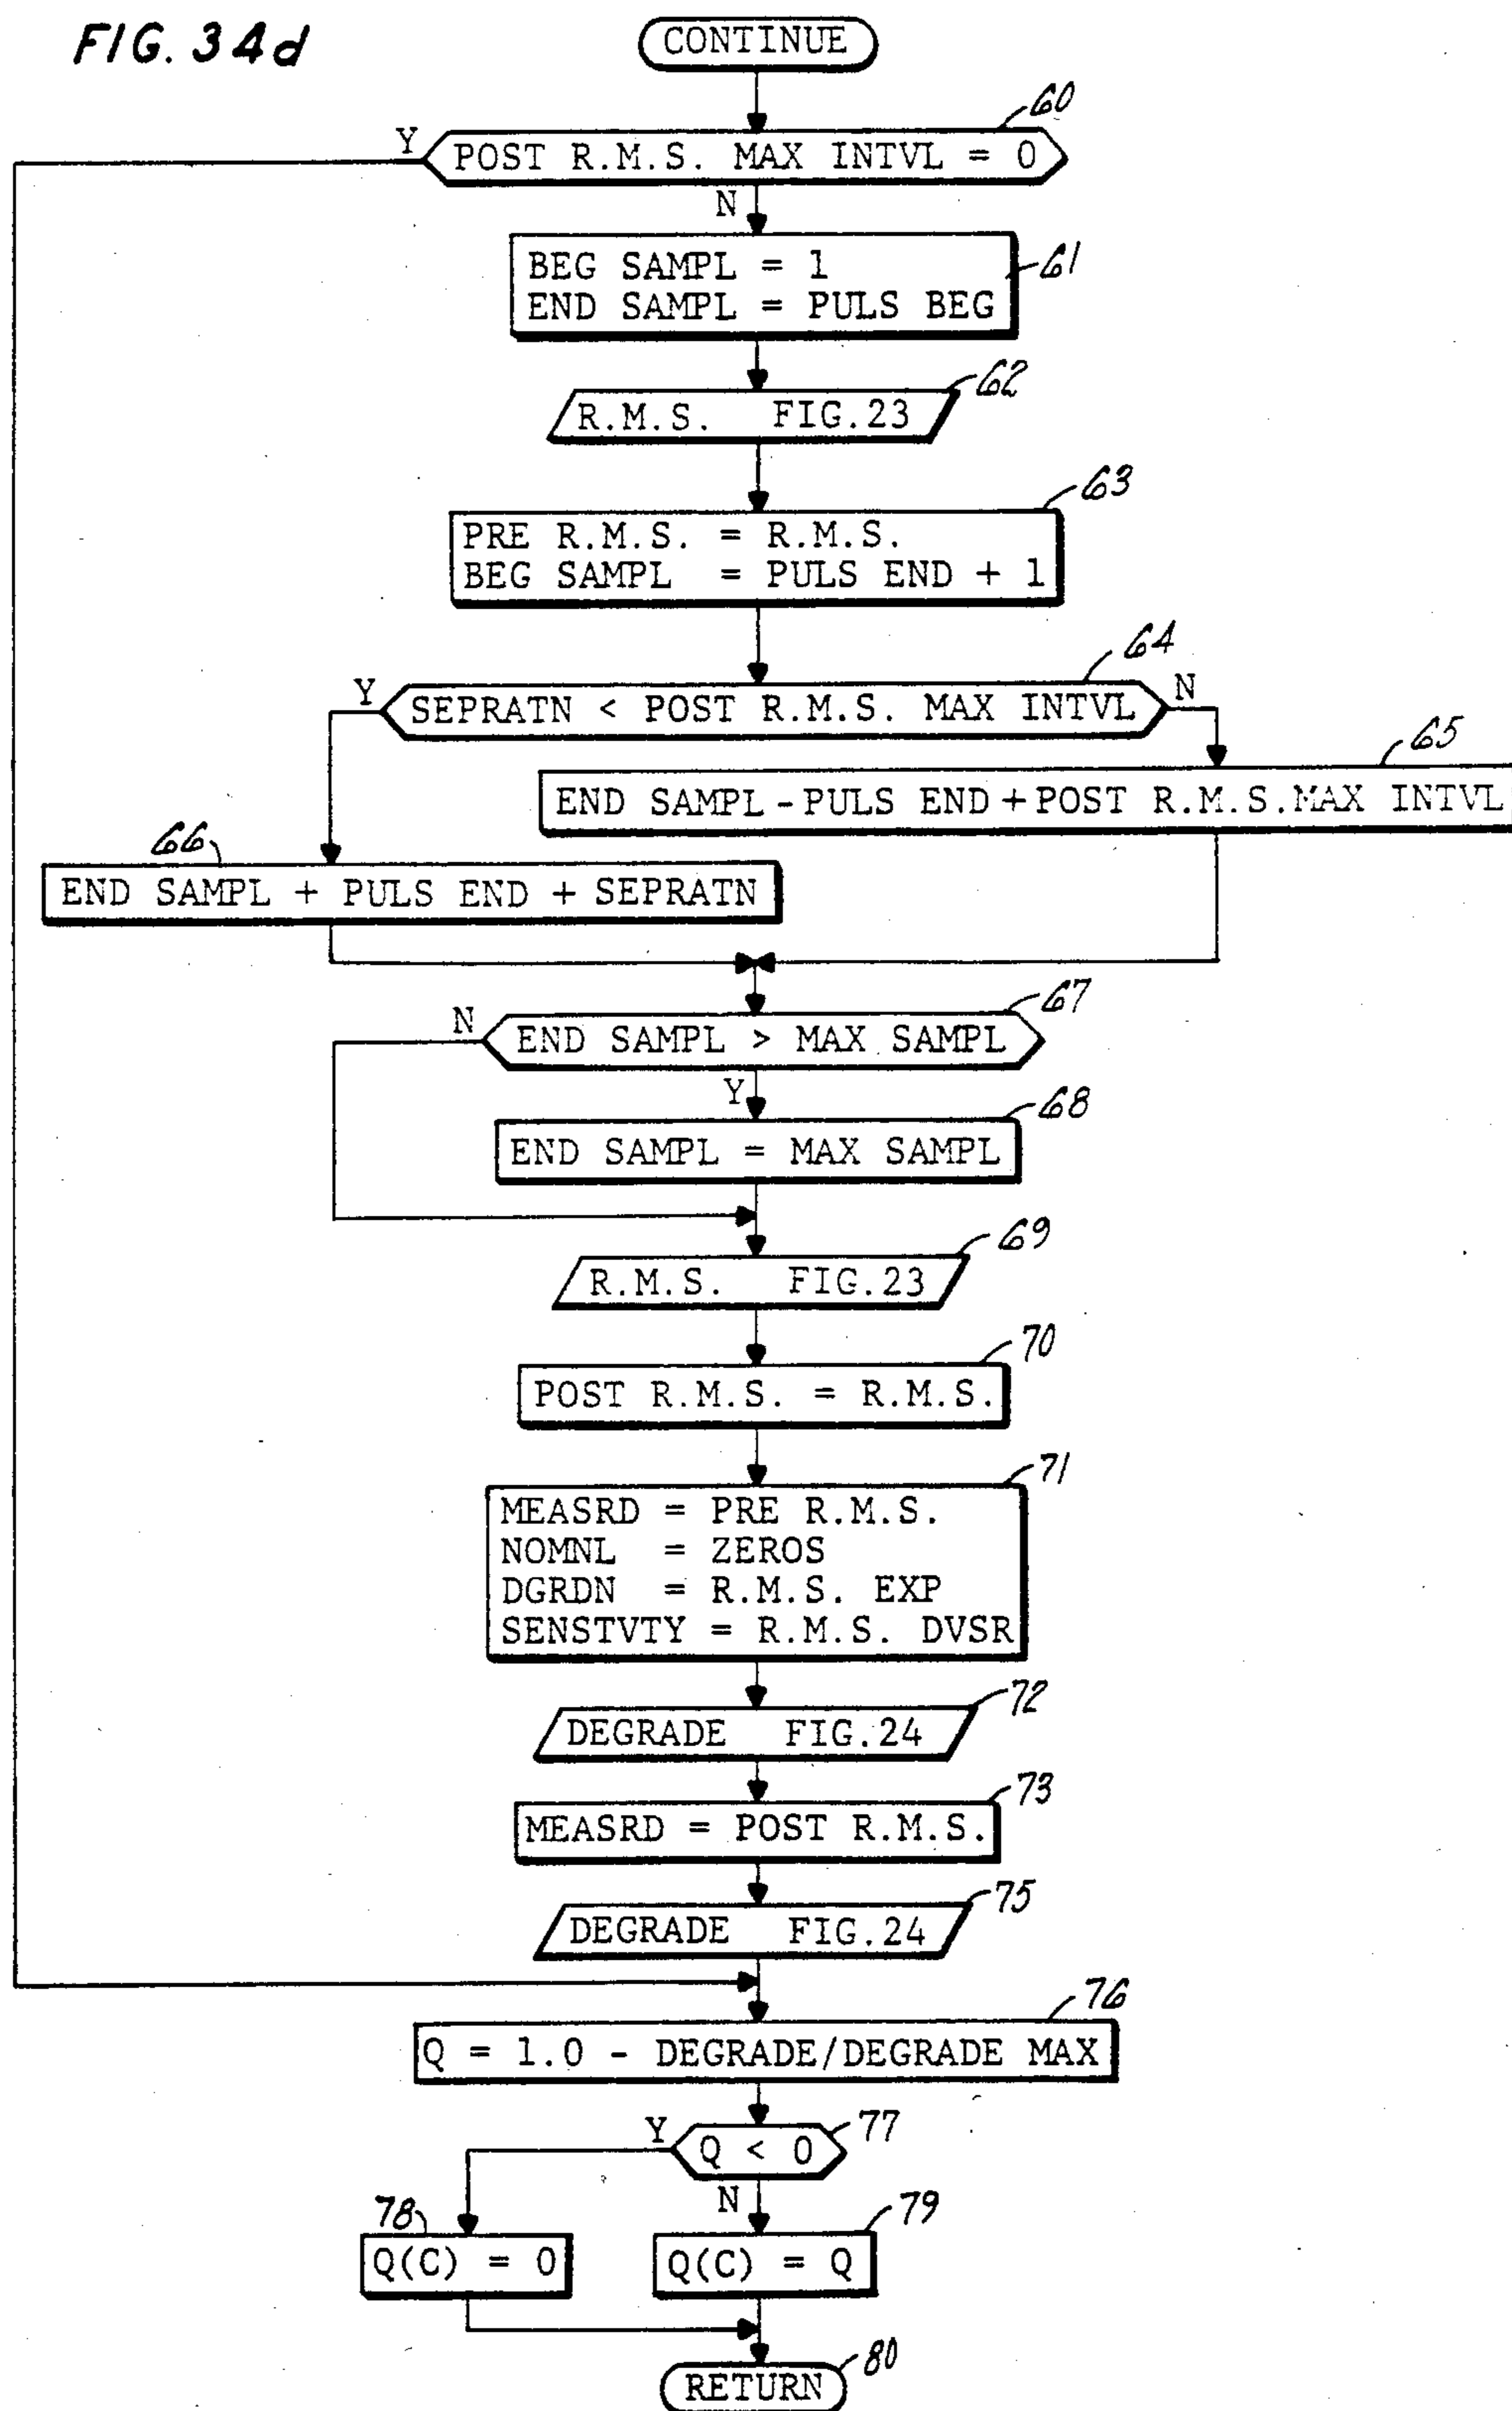 FIG. 34d
CONTINUE
60
Y
POST R.M.S. MAX INTVL = 0
N
BEG SAMPL = 1
END SAMPL = PULS BEG
61
62
R.M.S. FIG.23
63
PRE R.M.S. = R.M.S.
BEG SAMPL = PULS END + 1
64
Y
SEPRATN < POST R.M.S. MAX INTVL
N
65
END SAMPL - PULS END + POST R.M.S. MAX INTVL
66
END SAMPL + PULS END + SEPRATN
67
N
END SAMPL > MAX SAMPL
Y
68
END SAMPL = MAX SAMPL
69
R.M.S. FIG.23
70
POST R.M.S. = R.M.S.
71
MEASRD = PRE R.M.S.
NOMNL = ZEROS
DGRDN = R.M.S. EXP
SENSTVTY = R.M.S. DVSR
72
DEGRADE FIG.24
73
MEASRD = POST R.M.S.
75
DEGRADE FIG.24
76
Q = 1.0 - DEGRADE/DEGRADE MAX
77
Y
Q < 0
N
78
79
Q(C) = 0
Q(C) = Q
80
RETURN